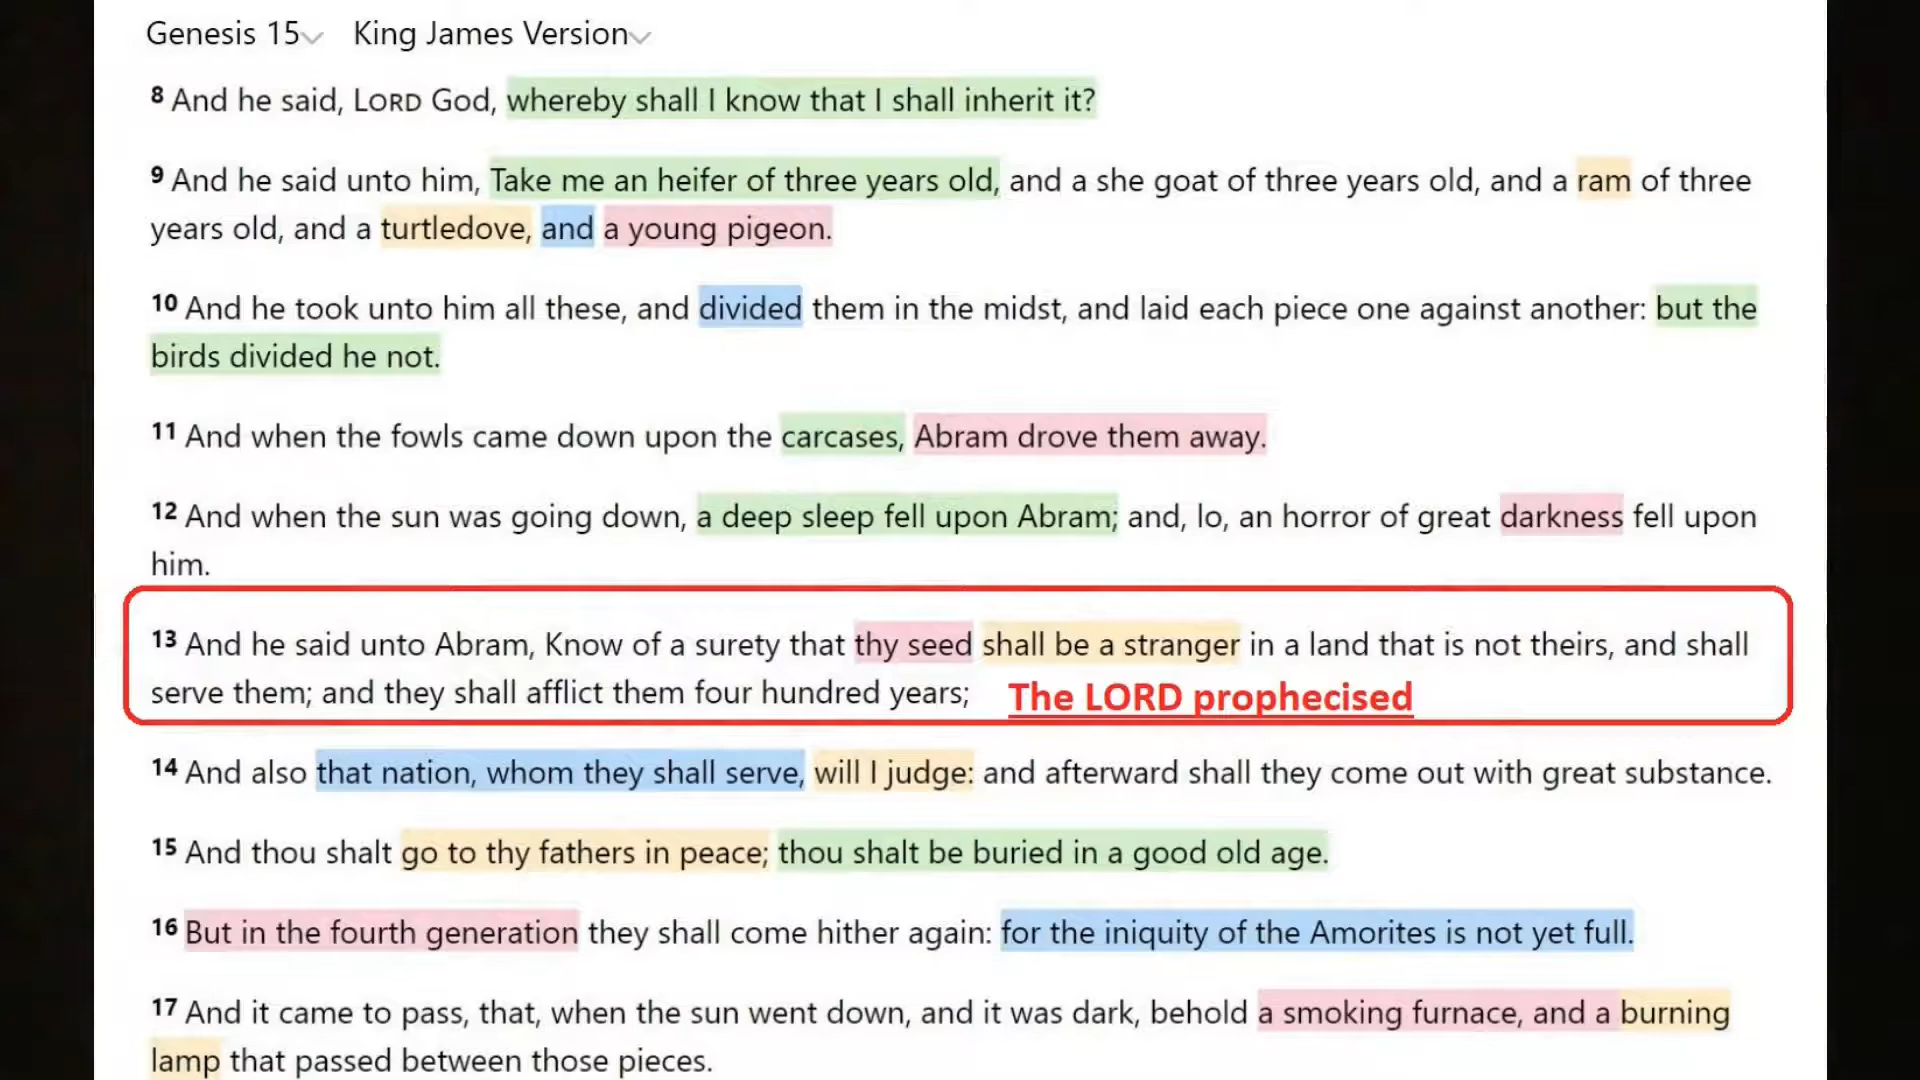 Genesis 15 King James Version
8 And he said, LORD God, whereby shall I know that I shall inherit it?
9 And he said unto him, Take me an heifer of three years old, and a she goat of three years old, and a ram of three
years old, and a turtledove, and a young pigeon.
10 And he took unto him all these, and divided them in the midst, and laid each piece one against another: but the
birds divided he not.
11 And when the fowls came down upon the carcases, Abram drove them away.
12 And when the sun was going down, a deep sleep fell upon Abram; and, lo, an horror of great darkness fell upon
him.
13 And he said unto Abram, Know of a surety that thy seed shall be a stranger in a land that is not theirs, and shall
serve them; and they shall afflict them four hundred years; The LORD prophecised
14 And also that nation, whom they shall serve, will I judge: and afterward shall they come out with great substance.
15 And thou shalt go to thy fathers in peace; thou shalt be buried in a good old age.
16 But in the fourth generation they shall come hither again: for the iniquity of the Amorites is not yet full.
17 And it came to pass, that, when the sun went down, and it was dark, behold a smoking furnace, and a burning
lamp that passed between those pieces.